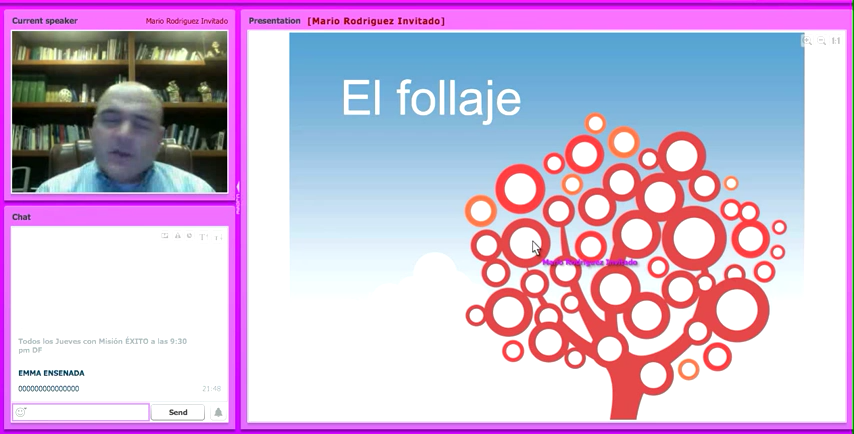 Current speaker
Mario Rodriguez Invitado
Presentation [Mario Rodriguez Invitado]
El follaje
Mario Rodriguez Invitado
Chat
Todos los Jueves con Misión ÉXITO a las 9:30
pm DF
EMMA ENSENADA
000000000000000
21:48
Send